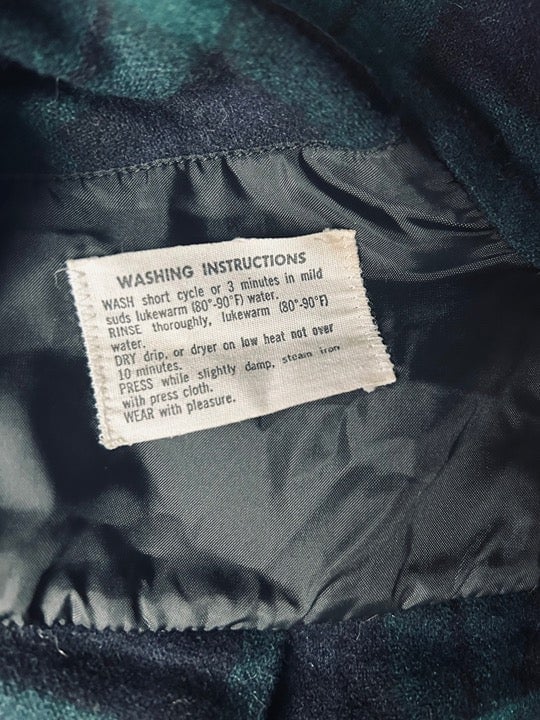 WASHING INSTRUCTIONS
WASH short cycle or 3 minutes in mild
suds lukewarm (80°-90°F) water.
RINSE thoroughly, lukewarm (80°-90°F)
water.
DRY drip, or dryer on low heat not over
10 minutes.
PRESS while slightly damp, steam iron
with press cloth.
WEAR with pleasure.